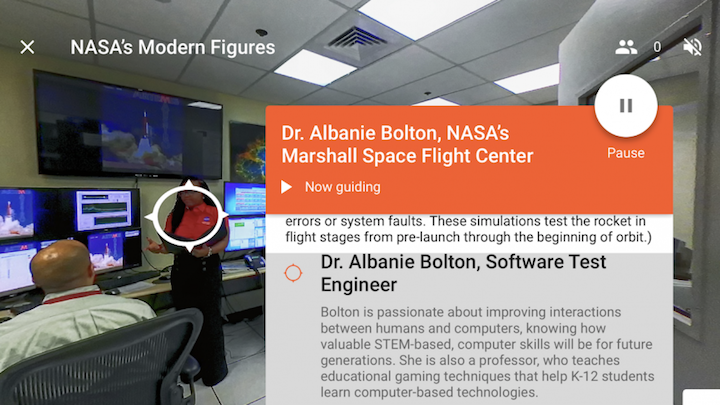 NASA's Modern Figures
0
Dr. Albanie Bolton, NASA's
Marshall Space Flight Center
Now guiding
Pause
errors or system faults. These simulations test the rocket in
flight stages from pre-launch through the beginning of orbit.)
Dr. Albanie Bolton, Software Test
Engineer
Bolton is passionate about improving interactions
between humans and computers, knowing how
valuable STEM-based, computer skills will be for future
generations. She is also a professor, who teaches
educational gaming techniques that help K-12 students
learn computer-based technologies.